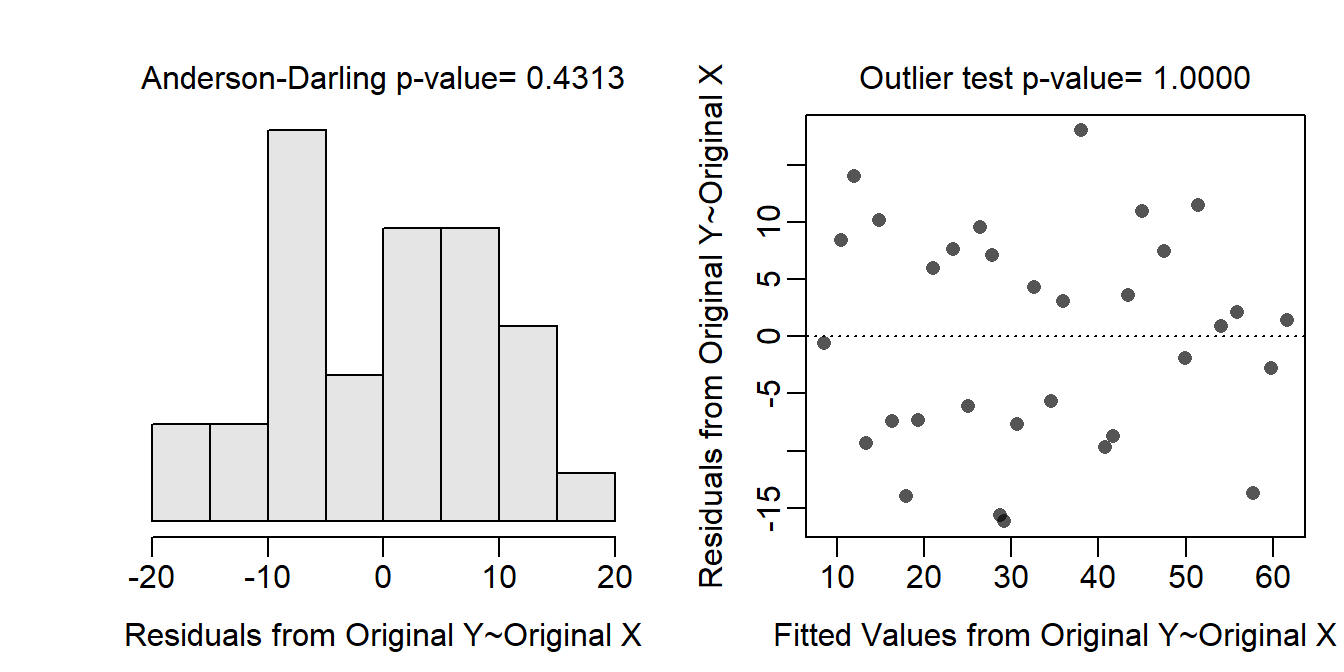 Anderson-Darling p-value= 0.4313
-20 -10 0 10 20
Residuals from Original Y~Original X
Outlier test p-value= 1.0000
Residuals from Original Y~Original X
10
5
0
-5
-15
10 20 30 40 50 60
Fitted Values from Original Y~Original X